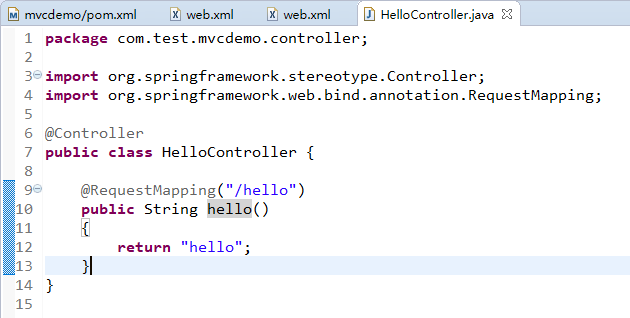 mvcdemo/pom.xml web.xml web.xml HelloController.java
1 package com.test.mvcdemo.controller;
2
3 import org.springframework.stereotype.Controller;
4 import org.springframework.web.bind.annotation.RequestMapping;
5
6 @Controller
7 public class HelloController {
8
9 @RequestMapping("/hello")
10 public String hello()
11 {
12 return "hello";
13 }
14 }
15